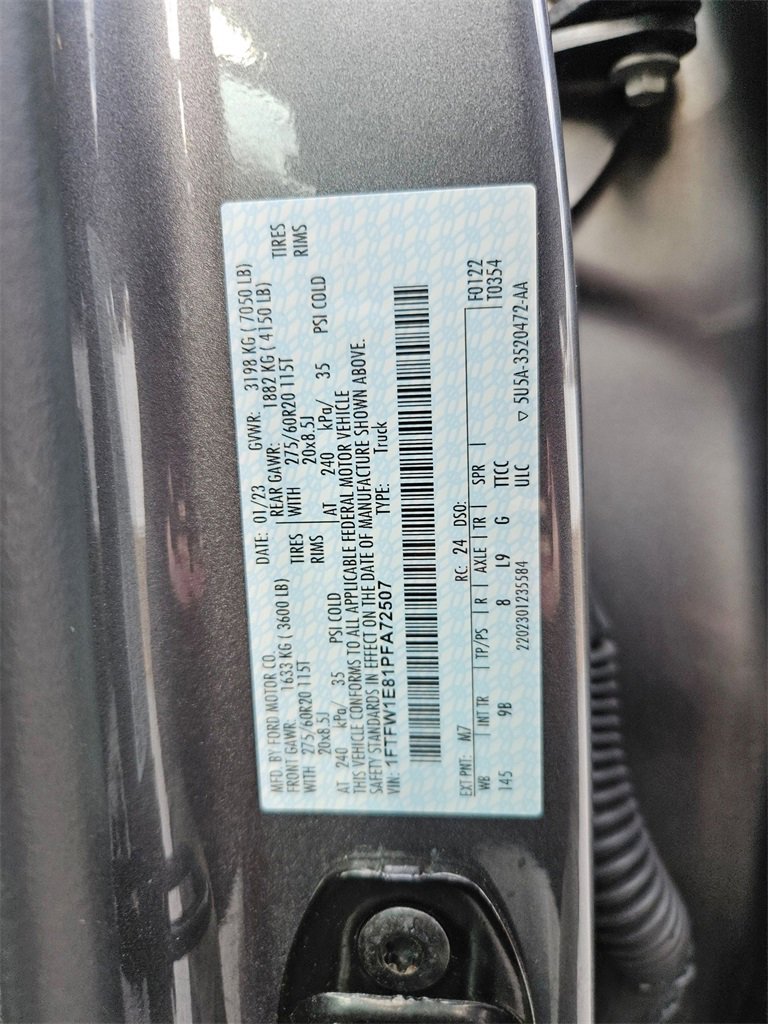 MFD. BY FORD MOTOR CO.
DATE: 01/23 GVWR: 3198 KG ( 7050 LB)
FRONT GAWR: 1633 KG ( 3600 LB) REAR GAWR: 1882 KG ( 4150 LB)
WITH 275/60R20 115T TIRES WITH 275/60R20 115T TIRES
20x8.5J RIMS 20x8.5J RIMS
AT 240 kPa/ 35 PSI COLD AT 240 kPa/ 35 PSI COLD
THIS VEHICLE CONFORMS TO ALL APPLICABLE FEDERAL MOTOR VEHICLE
SAFETY STANDARDS IN EFFECT ON THE DATE OF MANUFACTURE SHOWN ABOVE.
VIN: 1FTFW1E81PFA72507 TYPE: Truck
EXT PNT: M7 RC: 24 DSO: F0122
WB INT TR TP/PS R AXLE TR SPR T0354
145 9B 8 L9 G TTCC
2202301235584 ULC ▽ 5U5A-3520472-AA